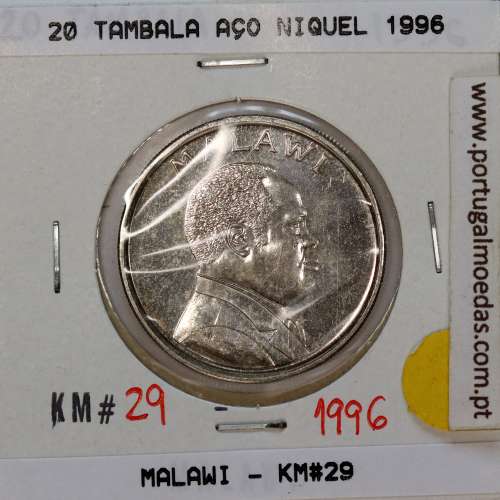 20 TAMBALA AÇO NIQUEL 1996
MALAWI
KM# 29 - 1996
MALAWI - KM#29
www.portugalmoedas.com.pt